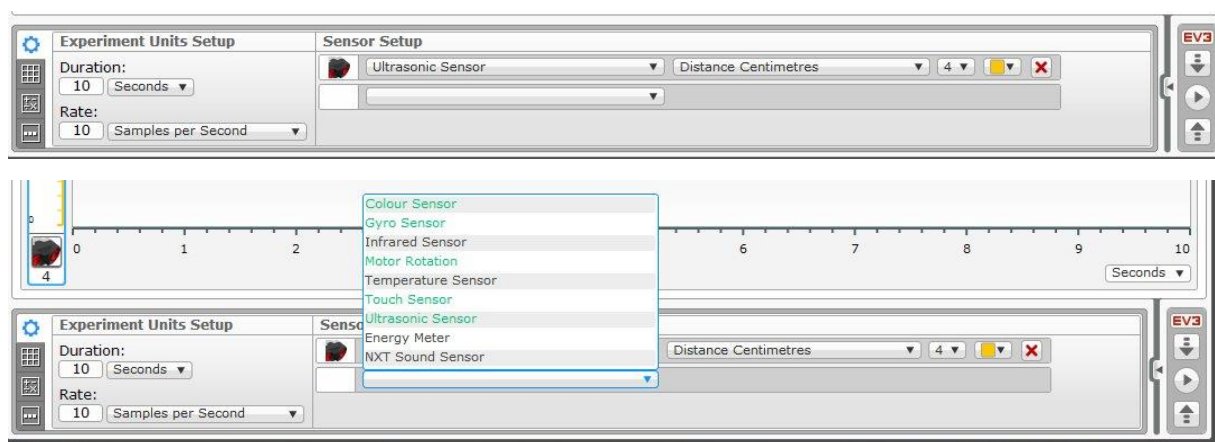 Experiment Units Setup Sensor Setup EV3
Duration: Ultrasonic Sensor Distance Centimetres 4
10 Seconds
Rate:
10 Samples per Second
Colour Sensor
0 Gyro Sensor
Infrared Sensor
0 1 2 6 7 8 9 10
Motor Rotation
4 Temperature Sensor Seconds
Touch Sensor
Experiment Units Setup Senso Ultrasonic Sensor EV3
Energy Meter
Duration: NXT Sound Sensor Distance Centimetres 4
10 Seconds
Rate:
10 Samples per Second